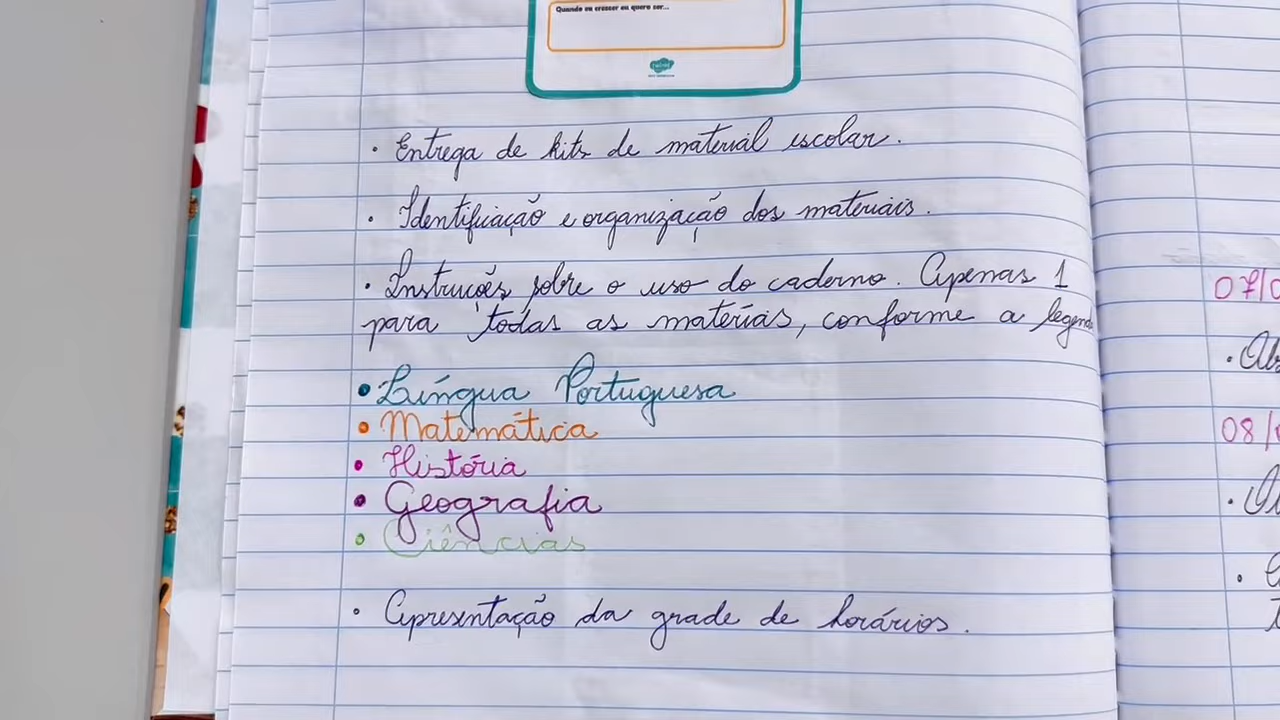 Quando eu crescer eu quero ser...
twinkl
• Entrega de kits de material escolar.
• Identificação e organização dos materiais.
• Instruções sobre o uso do caderno. Apenas 1
para todas as matérias, conforme a legend
• Língua Portuguesa
• Matemática
• História
• Geografia
• Ciências
• Apresentação da grade de horários.
07/0
08/